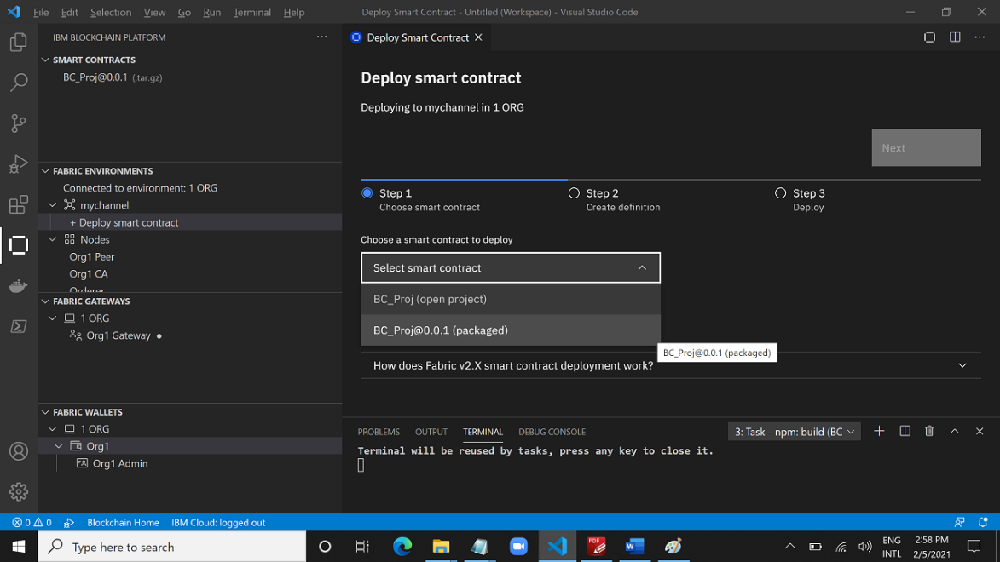 File Edit Selection View Go Run Terminal Help Deploy Smart Contract - Untitled (Workspace) - Visual Studio Code
IBM BLOCKCHAIN PLATFORM
SMART CONTRACTS
BC_Proj@0.0.1 (.tar.gz)
FABRIC ENVIRONMENTS
Connected to environment: 1 ORG
mychannel
+ Deploy smart contract
Nodes
Org1 Peer
Org1 CA
Orderer
FABRIC GATEWAYS
1 ORG
Org1 Gateway ●
FABRIC WALLETS
1 ORG
Org1
Org1 Admin
Deploy Smart Contract
Deploy smart contract
Deploying to mychannel in 1 ORG
Next
Step 1
Choose smart contract
Step 2
Create definition
Step 3
Deploy
Choose a smart contract to deploy
Select smart contract
BC_Proj (open project)
BC_Proj@0.0.1 (packaged)
BC_Proj@0.0.1 (packaged)
How does Fabric v2.X smart contract deployment work?
PROBLEMS OUTPUT TERMINAL DEBUG CONSOLE 3: Task - npm: build (BC
Terminal will be reused by tasks, press any key to close it.
0 0 Blockchain Home IBM Cloud: logged out
Type here to search
PDF
W
ENG
INTL
2:58 PM
2/5/2021